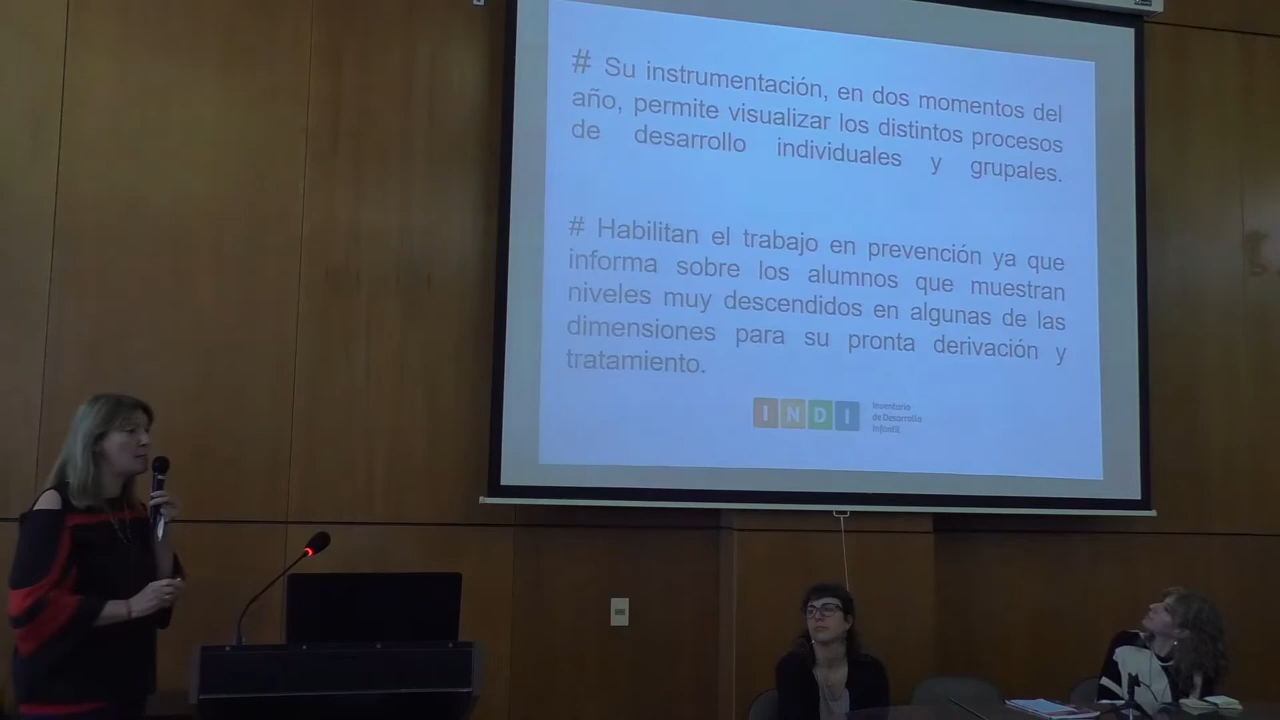 # Su instrumentación, en dos momentos del
año, permite visualizar los distintos procesos
de desarrollo individuales y grupales.
# Habilitan el trabajo en prevención ya que
informa sobre los alumnos que muestran
niveles muy descendidos en algunas de las
dimensiones para su pronta derivación y
tratamiento.
INDI
Inventario
de Desarrollo
Infantil